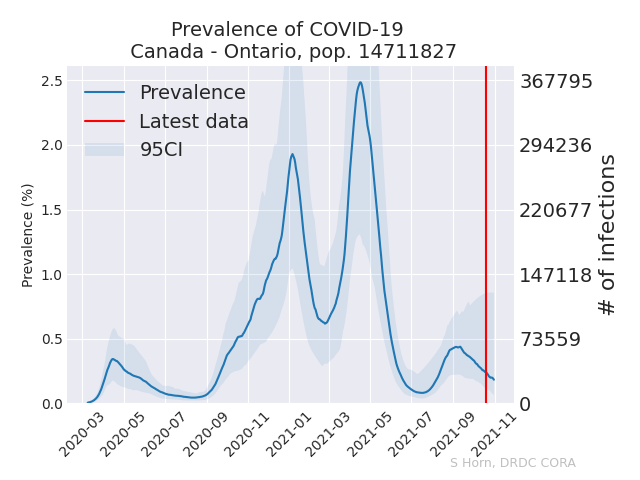 Prevalence of COVID-19
Canada - Ontario, pop. 14711827
Prevalence
Latest data
95CI
Prevalence (%)
2.5
2.0
1.5
1.0
0.5
0.0
367795
294236
220677
147118
73559
0
# of infections
2020-03
2020-05
2020-07
2020-09
2020-11
2021-01
2021-03
2021-05
2021-07
2021-09
2021-11
S Horn, DRDC CORA